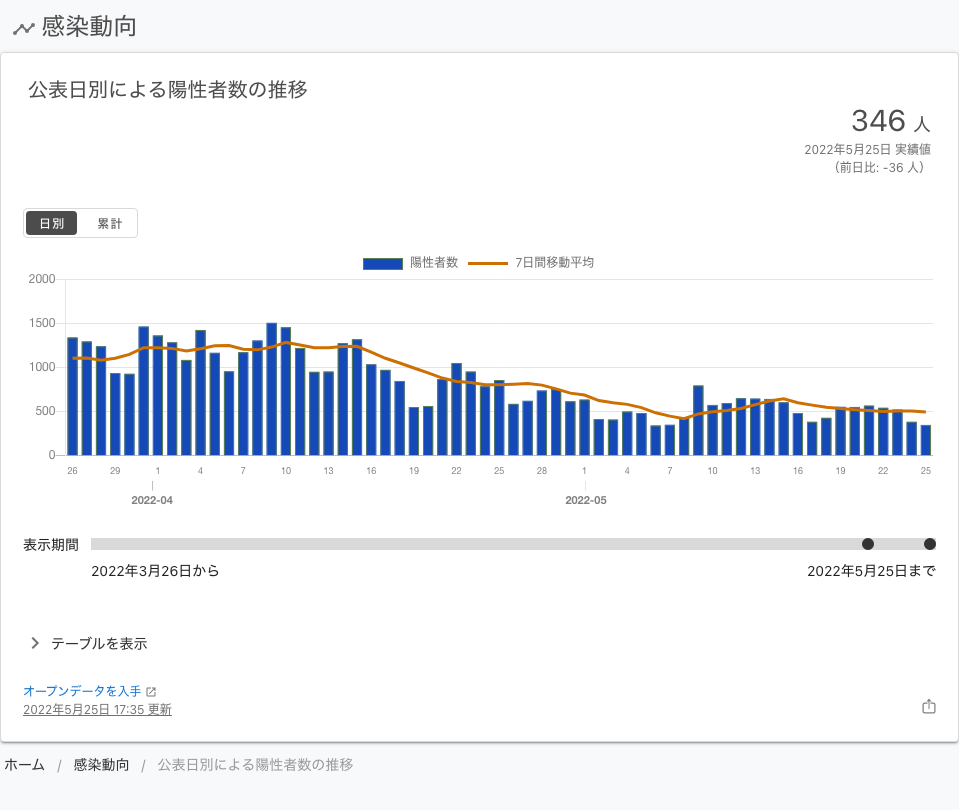 感染動向
公表日別による陽性者数の推移
346 人
2022年5月25日 実績値
（前日比: -36 人）
日別 累計
陽性者数 7日間移動平均
2000
1500
1000
500
0
26 29 1 4 7 10 13 16 19 22 25 28 1 4 7 10 13 16 19 22 25
2022-04 2022-05
表示期間
2022年3月26日から 2022年5月25日まで
テーブルを表示
オープンデータを入手
2022年5月25日 17:35 更新
ホーム / 感染動向 / 公表日別による陽性者数の推移